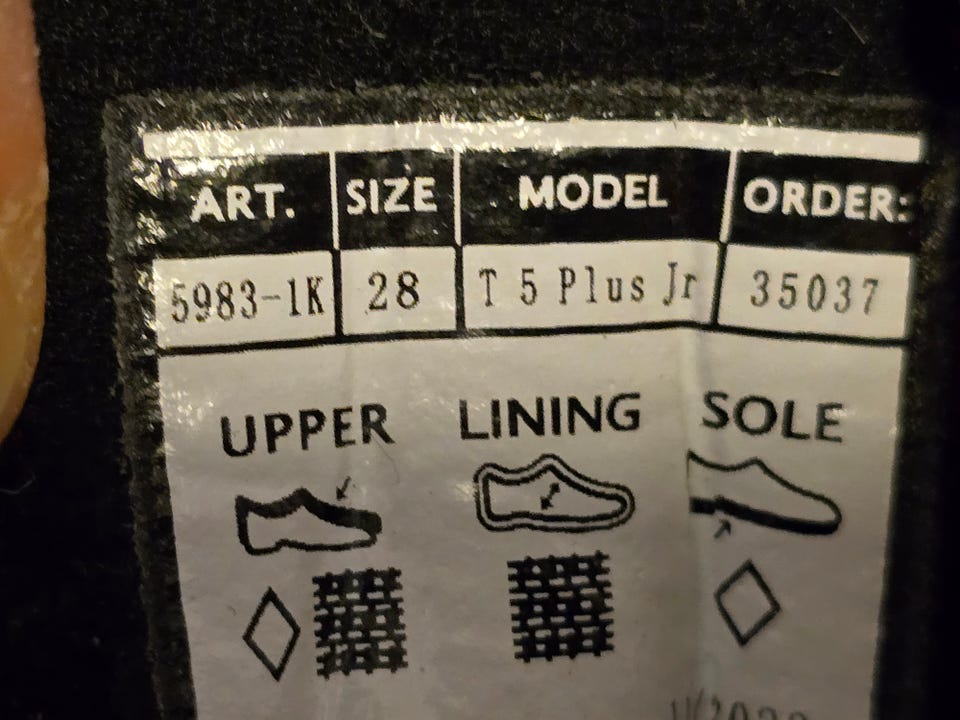 ART. SIZE MODEL ORDER:
5983-1K 28 T 5 Plus Jr 35037
UPPER LINING SOLE